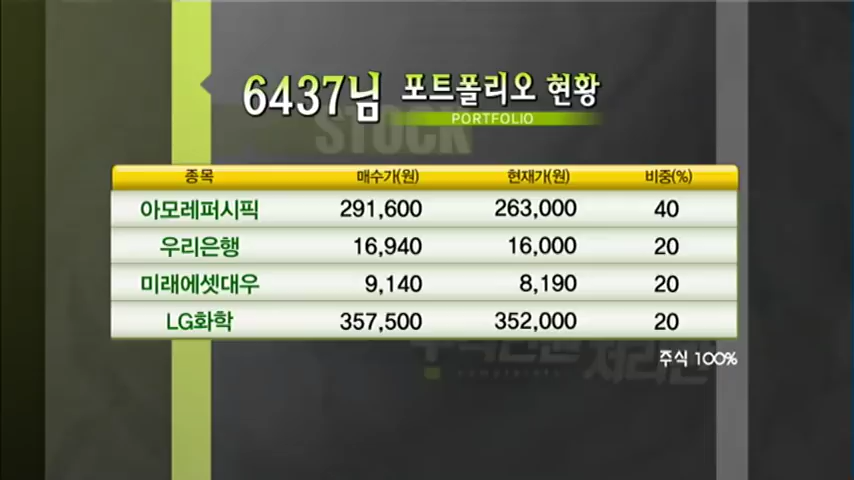 6437님 포트폴리오 현황
PORTFOLIO
STOCK
종목 매수가(원) 현재가(원) 비중(%)
아모레퍼시픽 291,600 263,000 40
우리은행 16,940 16,000 20
미래에셋대우 9,140 8,190 20
LG화학 357,500 352,000 20
주식 100%